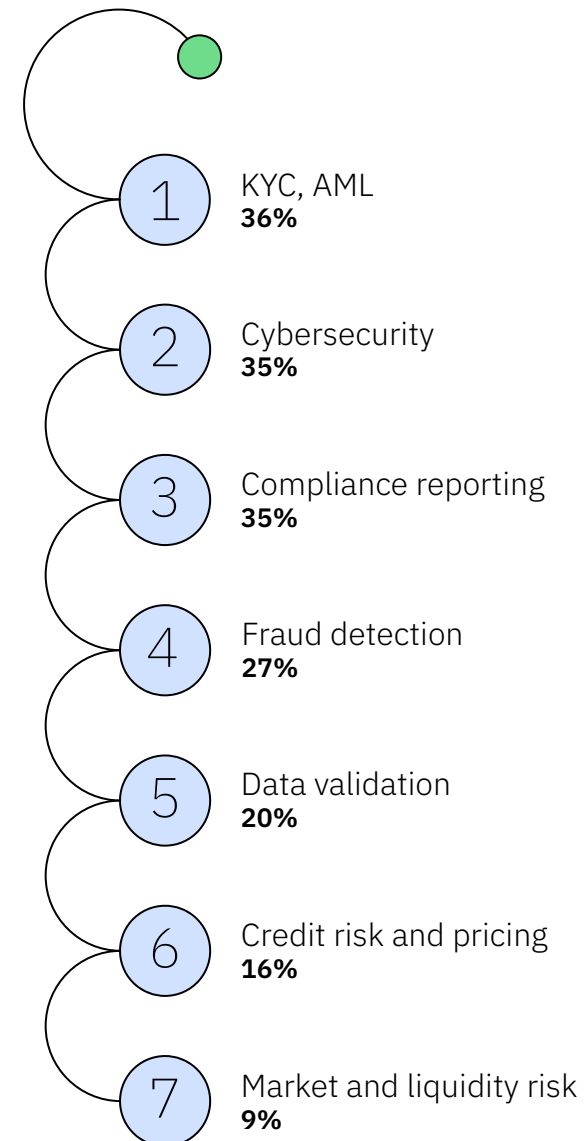 1
KYC, AML
36%
2
Cybersecurity
35%
3
Compliance reporting
35%
4
Fraud detection
27%
5
Data validation
20%
6
Credit risk and pricing
16%
7
Market and liquidity risk
9%